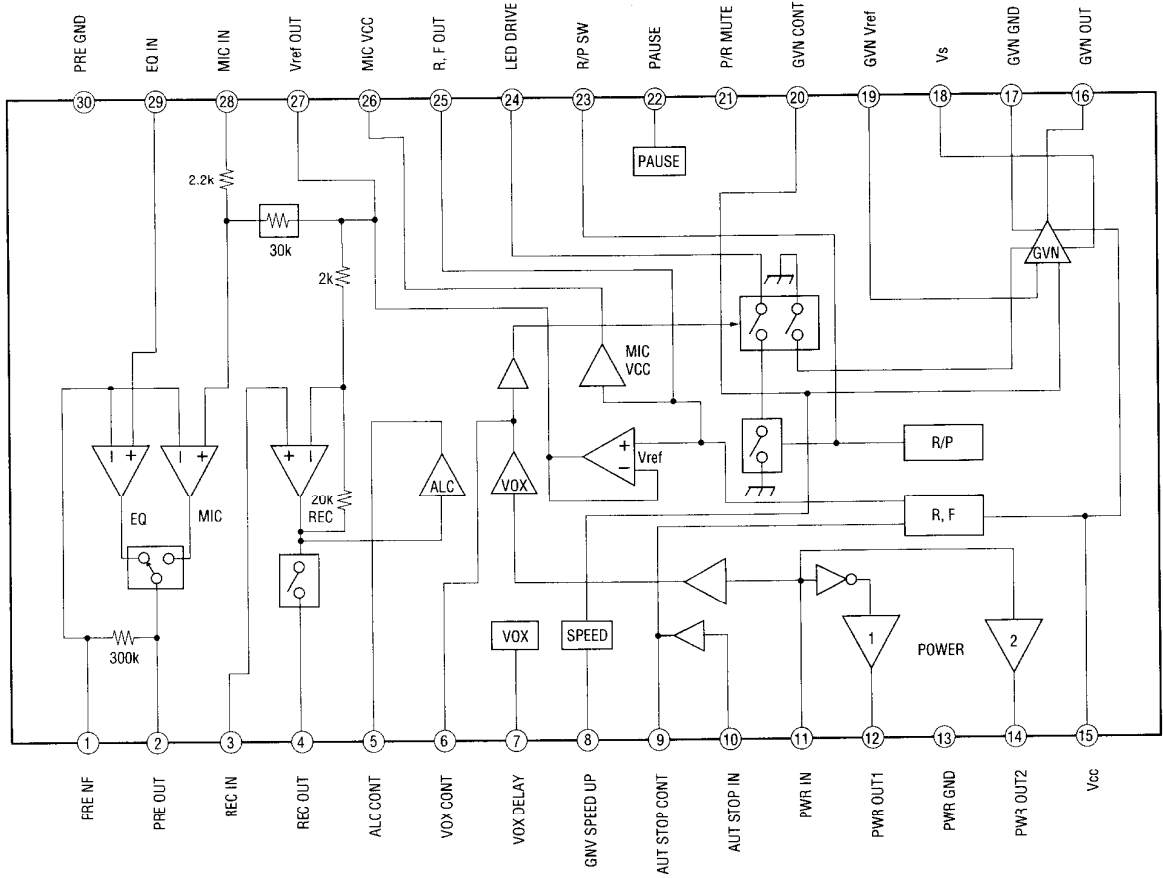 PRE GND
EQ IN
MIC IN
Vref OUT
MIC VCC
R, F OUT
LED DRIVE
R/P SW
PAUSE
P/R MUTE
GVN CONT
GVN Vref
Vs
GVN GND
GVN OUT
30 29 28 27 26 25 24 23 22 21 20 19 18 17 16
PAUSE
2.2k
30k
2k
GVN
MIC
VCC
+
Vref
−
R/P
− + − + + −
ALC
VOX
20k
REC
EQ
MIC
R, F
VOX
SPEED
1
POWER
2
300k
1 2 3 4 5 6 7 8 9 10 11 12 13 14 15
PRE NF
PRE OUT
REC IN
REC OUT
ALC CONT
VOX CONT
VOX DELAY
GNV SPEED UP
AUT STOP CONT
AUT STOP IN
PWR IN
PWR OUT1
PWR GND
PWR OUT2
Vcc